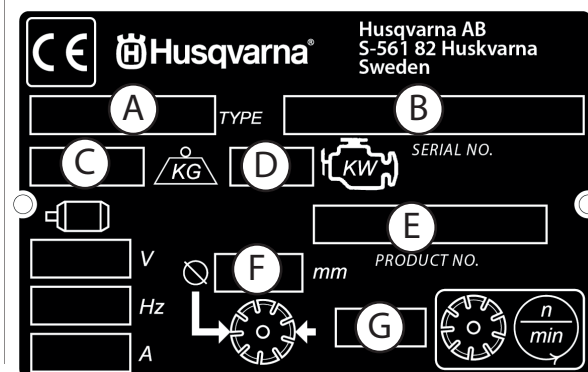 CE Husqvarna®
Husqvarna AB
S-561 82 Huskvarna
Sweden
A TYPE B
SERIAL NO.
C KG D KW
E
PRODUCT NO.
V
F mm
Hz
G n/min
A